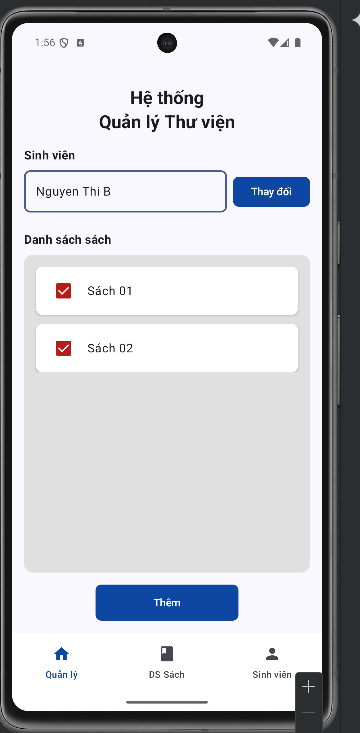 1:56
Hệ thống
Quản lý Thư viện
Sinh viên
Nguyen Thi B
Thay đổi
Danh sách sách
Sách 01
Sách 02
Thêm
Quản lý
DS Sách
Sinh viên